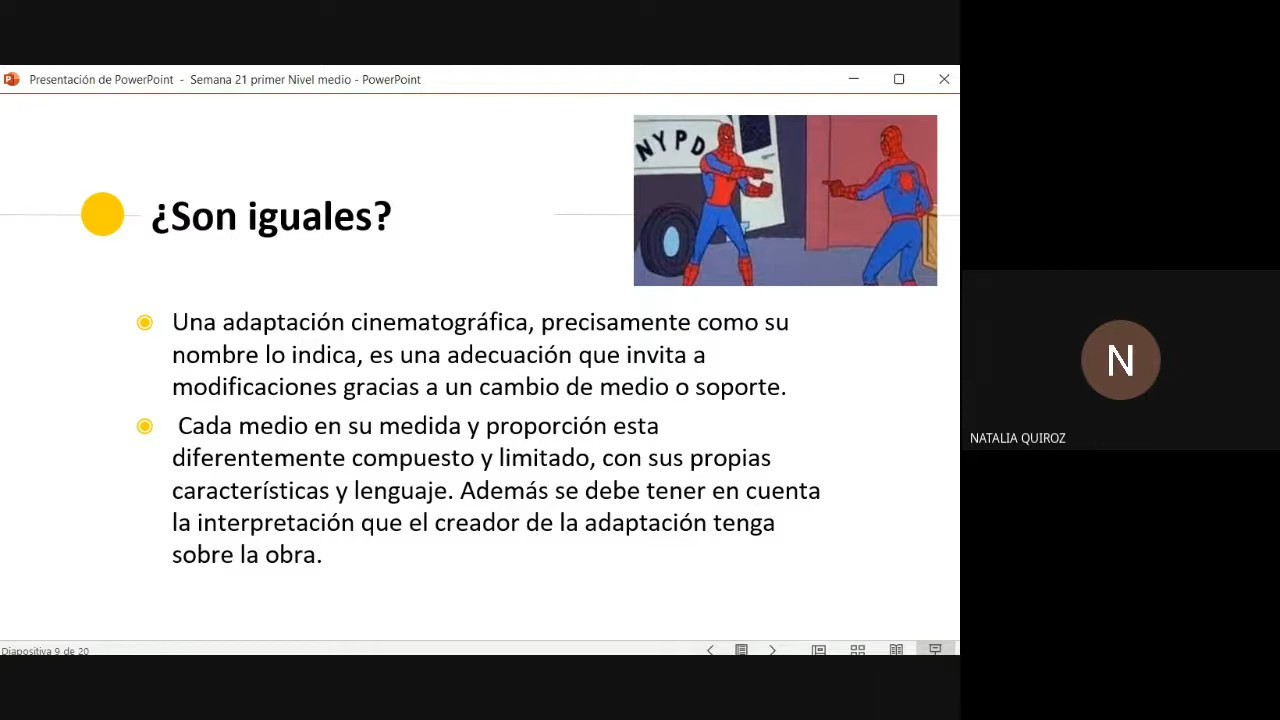 Presentación de PowerPoint - Semana 21 primer Nivel medio - PowerPoint
NYPD
¿Son iguales?
Una adaptación cinematográfica, precisamente como su
nombre lo indica, es una adecuación que invita a
modificaciones gracias a un cambio de medio o soporte.
Cada medio en su medida y proporción esta
diferentemente compuesto y limitado, con sus propias
características y lenguaje. Además se debe tener en cuenta
la interpretación que el creador de la adaptación tenga
sobre la obra.
N
NATALIA QUIROZ
Diapositiva 9 de 20